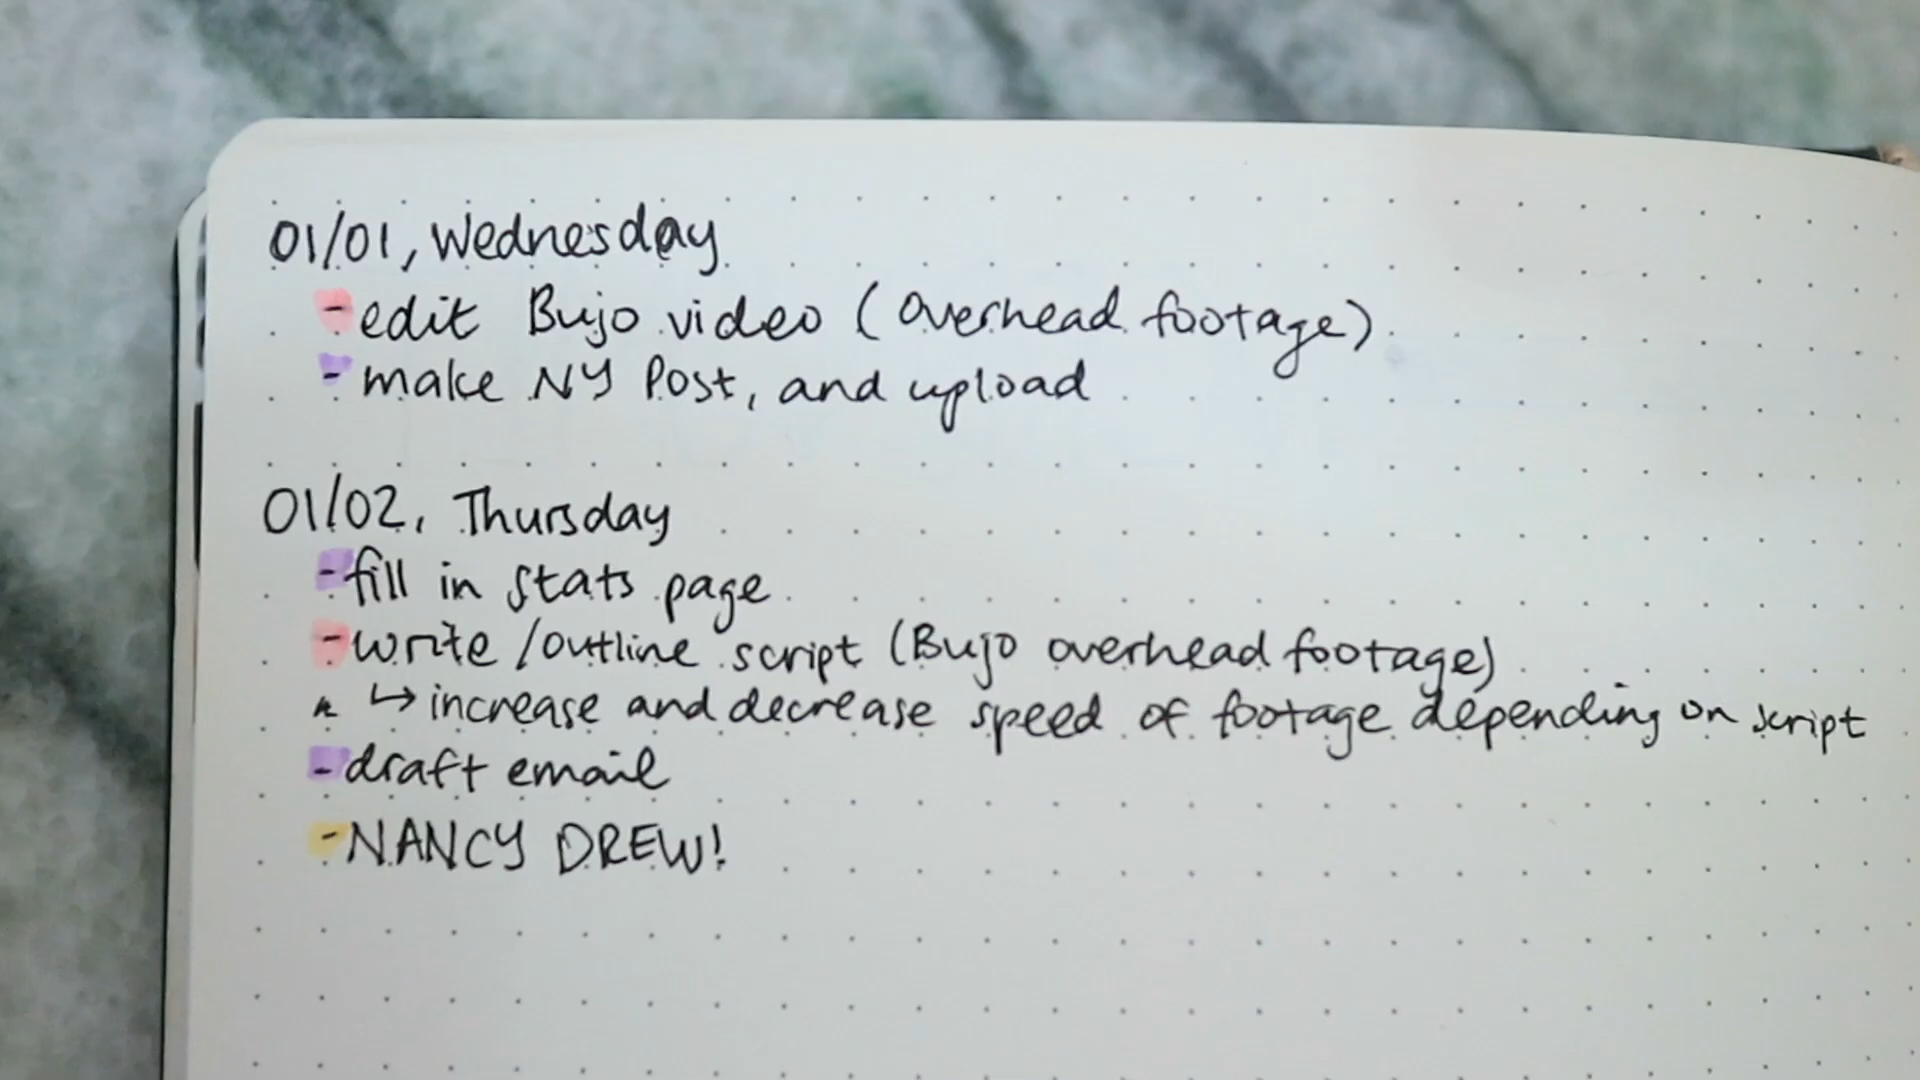 01/01, Wednesday
- edit Bujo video (overhead footage)
- make NY Post, and upload
01/02, Thursday
- fill in stats page
- write/outline script (Bujo overhead footage)
↳ increase and decrease speed of footage depending on script
- draft email
- NANCY DREW!